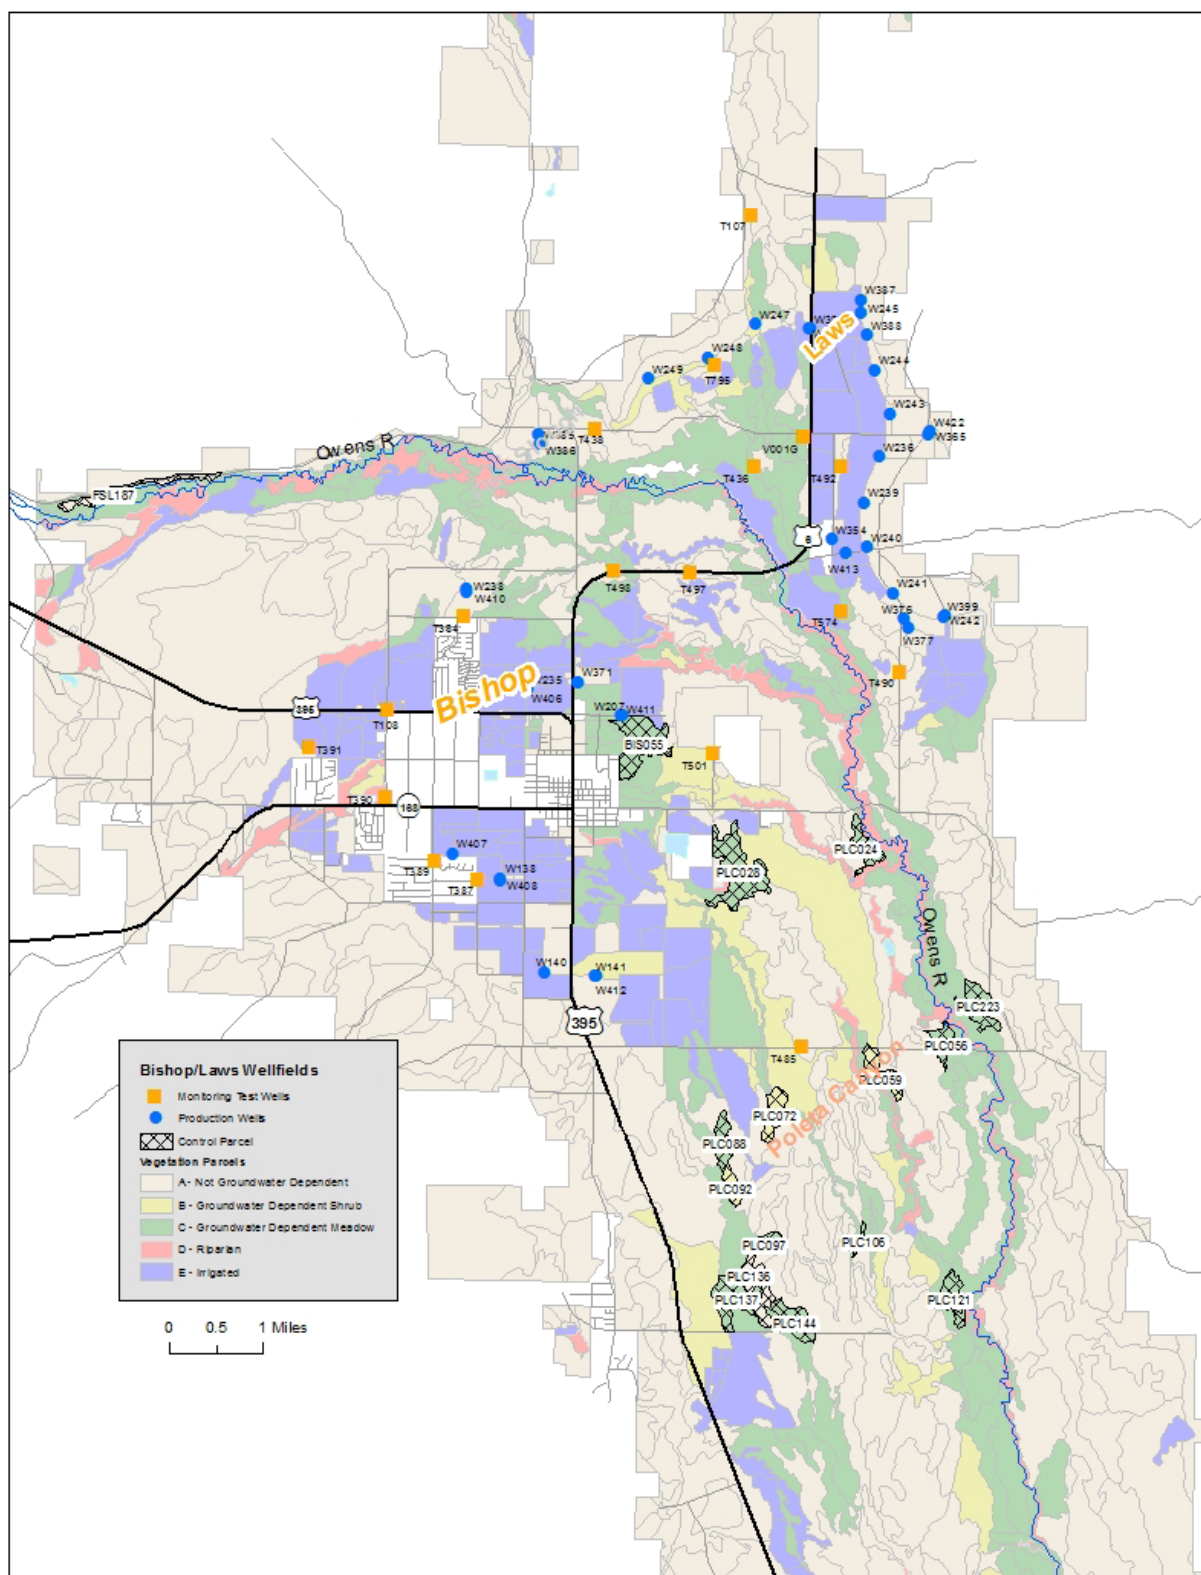 T107
W387
W245
W247
Laws
W388
W248
T795
W244
W249
W243
W422
W365
T438
W386
Owens R
V001G
W236
T436
T492
FSL187
W239
6
W354
W240
W413
T498
T497
W238
W410
W241
T384
W376
W399
W242
T574
W377
Bishop
W235
W371
T490
W406
395
W207
W411
T108
BIS055
T391
T501
T390
168
W407
PLC024
T389
W138
PLC028
T387
W408
Owens R
W140
W141
W412
PLC223
395
PLC056
T485
PLC059
Poleta Canyon
PLC072
PLC088
PLC092
PLC106
PLC097
PLC136
PLC137
PLC121
PLC144
Bishop/Laws Wellfields
Monitoring Test Wells
Production Wells
Control Parcel
Vegetation Parcels
A - Not Groundwater Dependent
B - Groundwater Dependent Shrub
C - Groundwater Dependent Meadow
D - Riparian
E - Irrigated
0 0.5 1 Miles